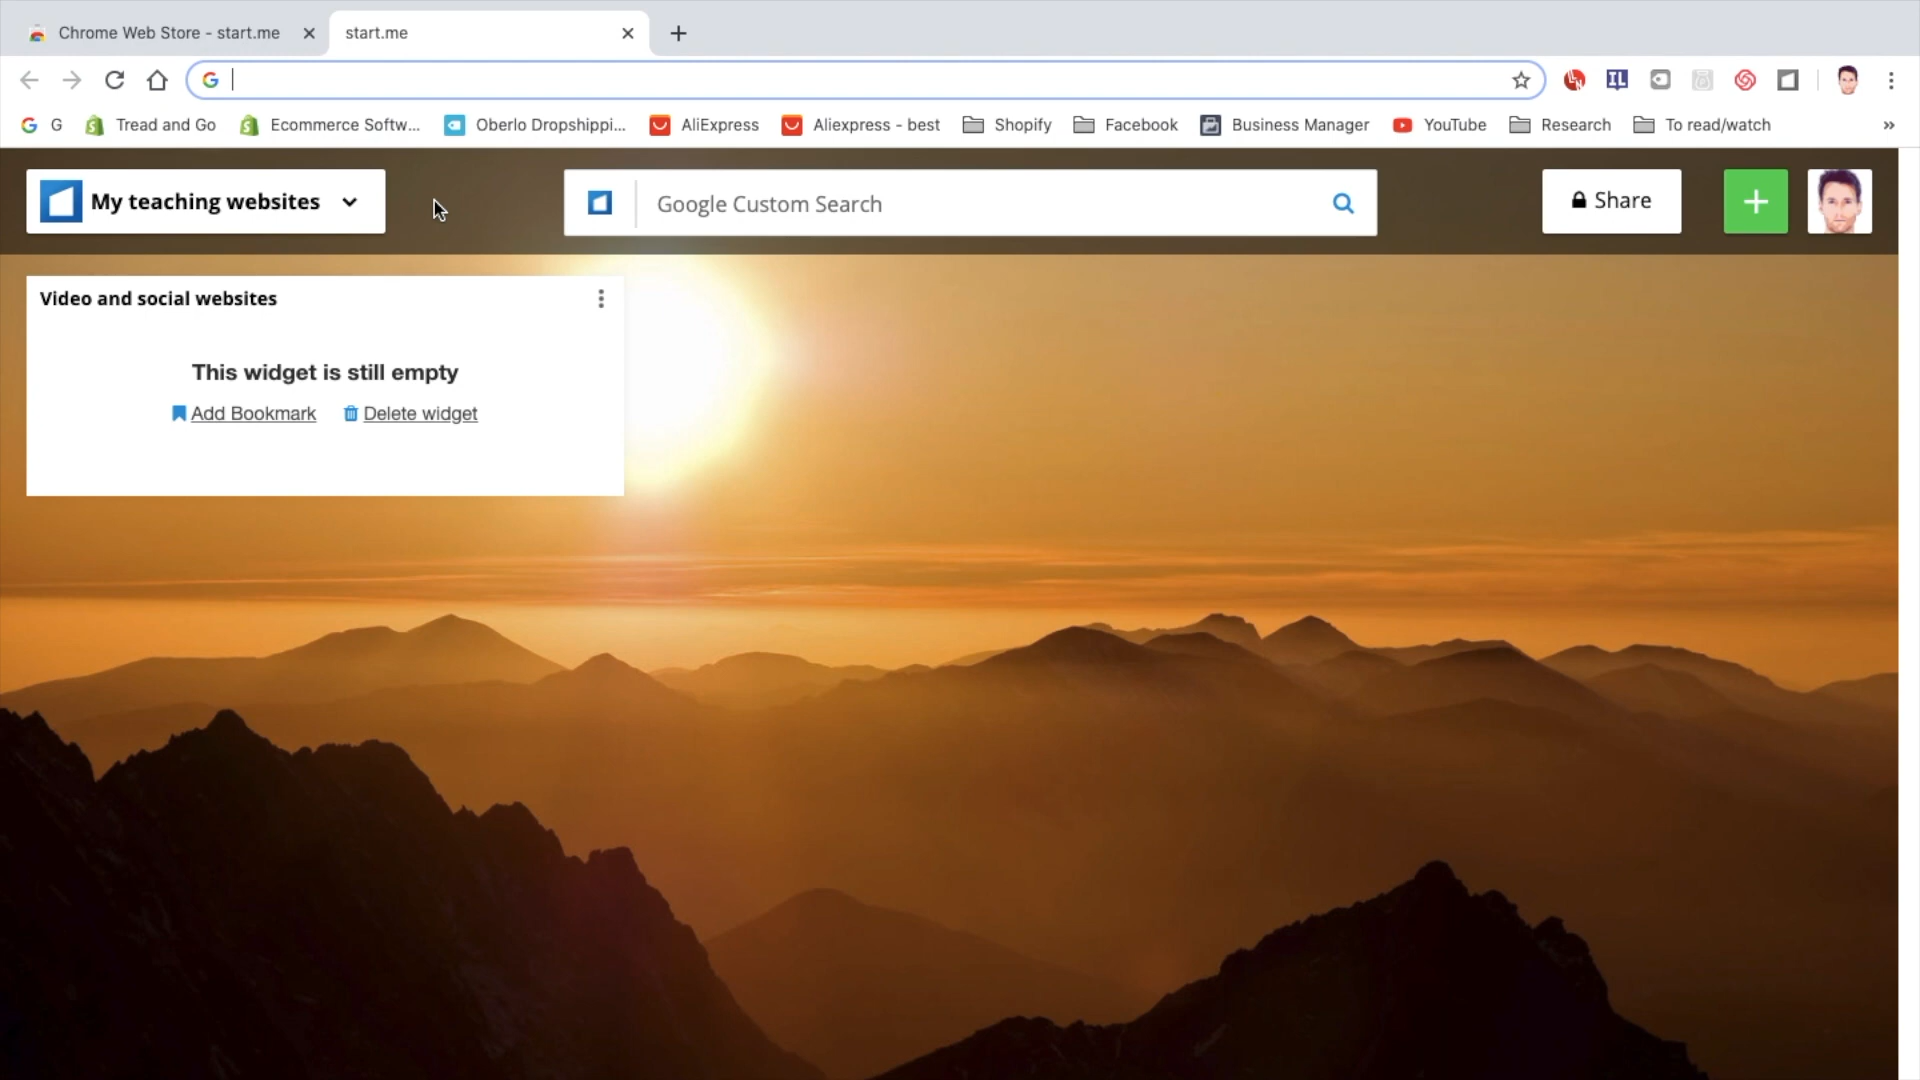 Chrome Web Store - start.me
start.me
G
Tread and Go
Ecommerce Softw...
Oberlo Dropshippi...
AliExpress
Aliexpress - best
Shopify
Facebook
Business Manager
YouTube
Research
To read/watch
»
My teaching websites
Google Custom Search
Share
Video and social websites
This widget is still empty
Add Bookmark
Delete widget